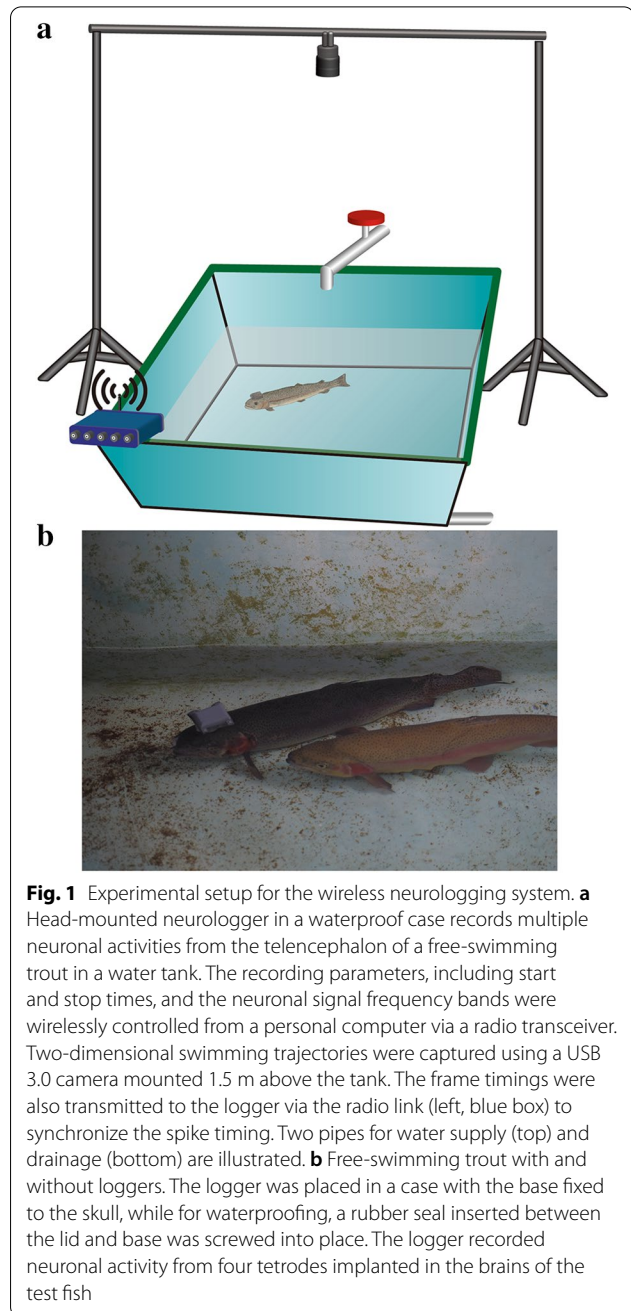 a
b
Fig. 1 Experimental setup for the wireless neurologging system. a
Head-mounted neurologger in a waterproof case records multiple
neuronal activities from the telencephalon of a free-swimming
trout in a water tank. The recording parameters, including start
and stop times, and the neuronal signal frequency bands were
wirelessly controlled from a personal computer via a radio transceiver.
Two-dimensional swimming trajectories were captured using a USB
3.0 camera mounted 1.5 m above the tank. The frame timings were
also transmitted to the logger via the radio link (left, blue box) to
synchronize the spike timing. Two pipes for water supply (top) and
drainage (bottom) are illustrated. b Free-swimming trout with and
without loggers. The logger was placed in a case with the base fixed
to the skull, while for waterproofing, a rubber seal inserted between
the lid and base was screwed into place. The logger recorded
neuronal activity from four tetrodes implanted in the brains of the
test fish